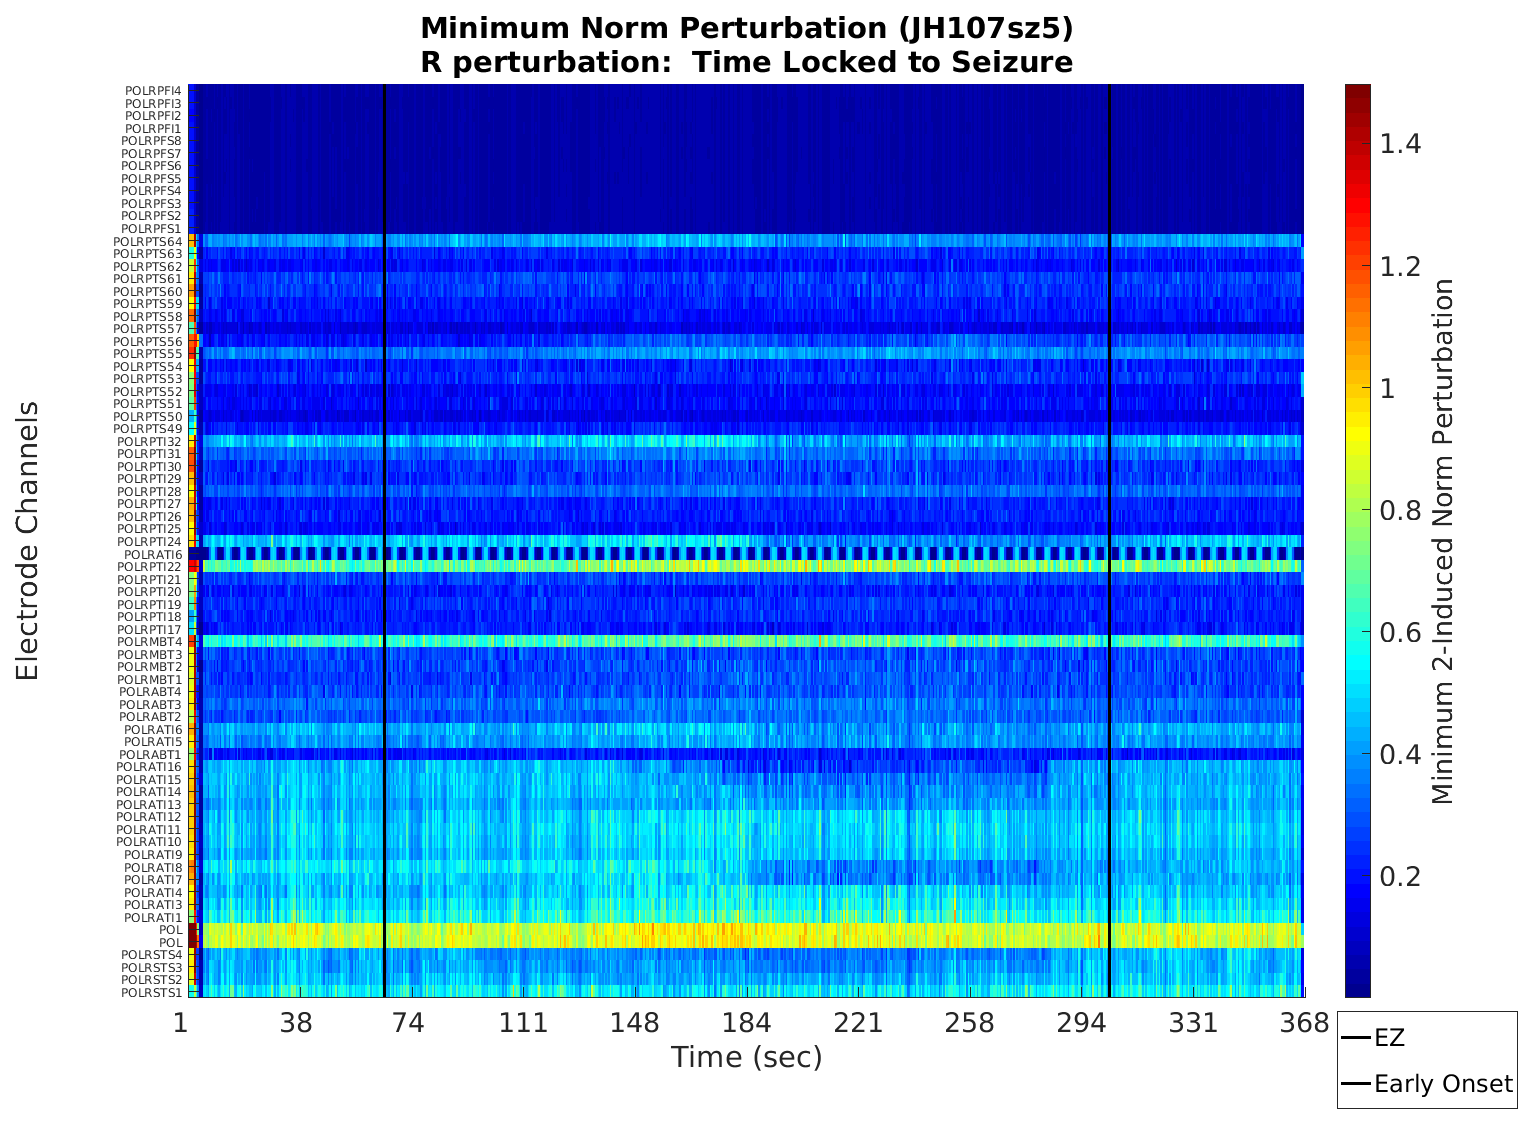 Minimum Norm Perturbation (JH107sz5)
R perturbation:  Time Locked to Seizure
Electrode Channels
POLRPFI4
POLRPFI3
POLRPFI2
POLRPFI1
POLRPFS8
POLRPFS7
POLRPFS6
POLRPFS5
POLRPFS4
POLRPFS3
POLRPFS2
POLRPFS1
POLRPTS64
POLRPTS63
POLRPTS62
POLRPTS61
POLRPTS60
POLRPTS59
POLRPTS58
POLRPTS57
POLRPTS56
POLRPTS55
POLRPTS54
POLRPTS53
POLRPTS52
POLRPTS51
POLRPTS50
POLRPTS49
POLRPTI32
POLRPTI31
POLRPTI30
POLRPTI29
POLRPTI28
POLRPTI27
POLRPTI26
POLRPTI25
POLRPTI24
POLRATI6
POLRPTI22
POLRPTI21
POLRPTI20
POLRPTI19
POLRPTI18
POLRPTI17
POLRMBT4
POLRMBT3
POLRMBT2
POLRMBT1
POLRABT4
POLRABT3
POLRABT2
POLRATI6
POLRATI5
POLRABT1
POLRATI16
POLRATI15
POLRATI14
POLRATI13
POLRATI12
POLRATI11
POLRATI10
POLRATI9
POLRATI8
POLRATI7
POLRATI4
POLRATI3
POLRATI1
POL
POL
POLRSTS4
POLRSTS3
POLRSTS2
POLRSTS1
1 38 74 111 148 184 221 258 294 331 368
Time (sec)
1.4
1.2
1
0.8
0.6
0.4
0.2
Minimum 2-Induced Norm Perturbation
EZ
Early Onset